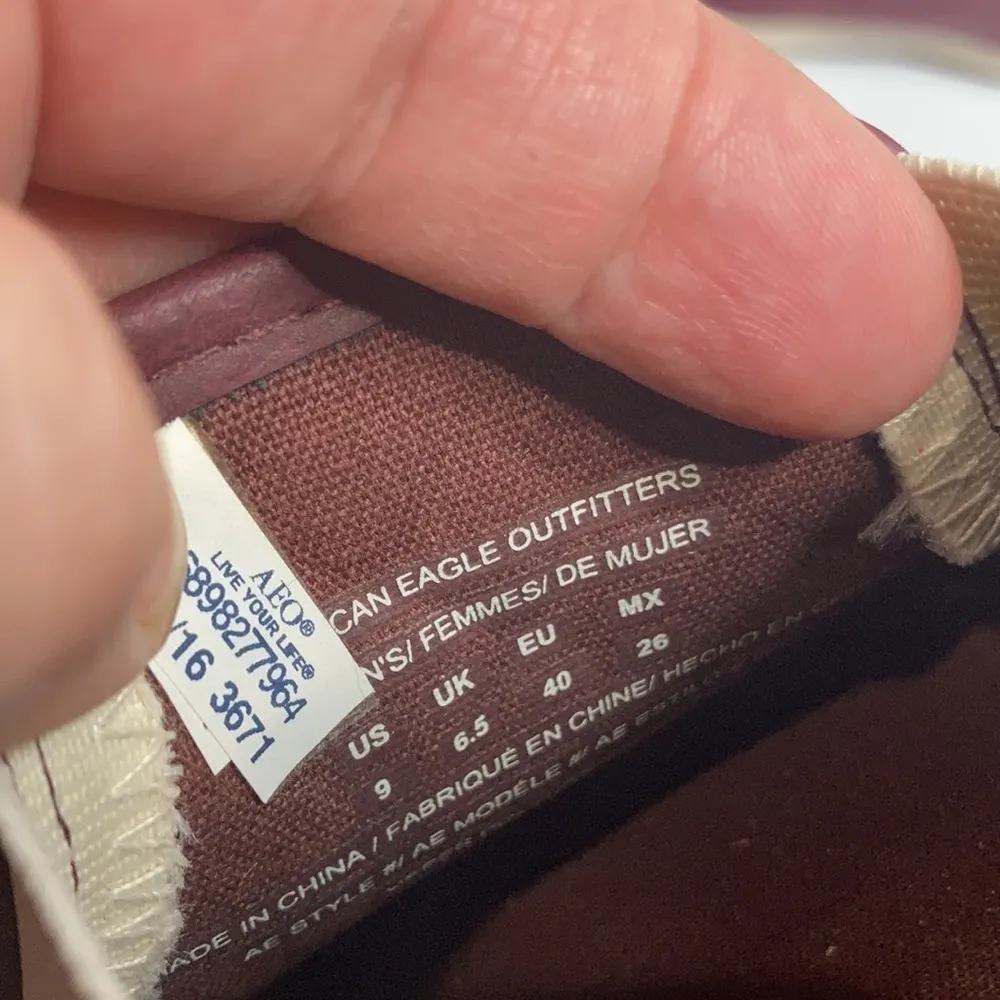 AEO®
LIVE YOUR LIFE®
898277964
/16 3671
CAN EAGLE OUTFITTERS
N'S/ FEMMES/ DE MUJER
US UK EU MX
9 6.5 40 26
ADE IN CHINA / FABRIQUÉ EN CHINE/ HECHO EN
AE STYLE #/ AE MODÈLE #/ AE